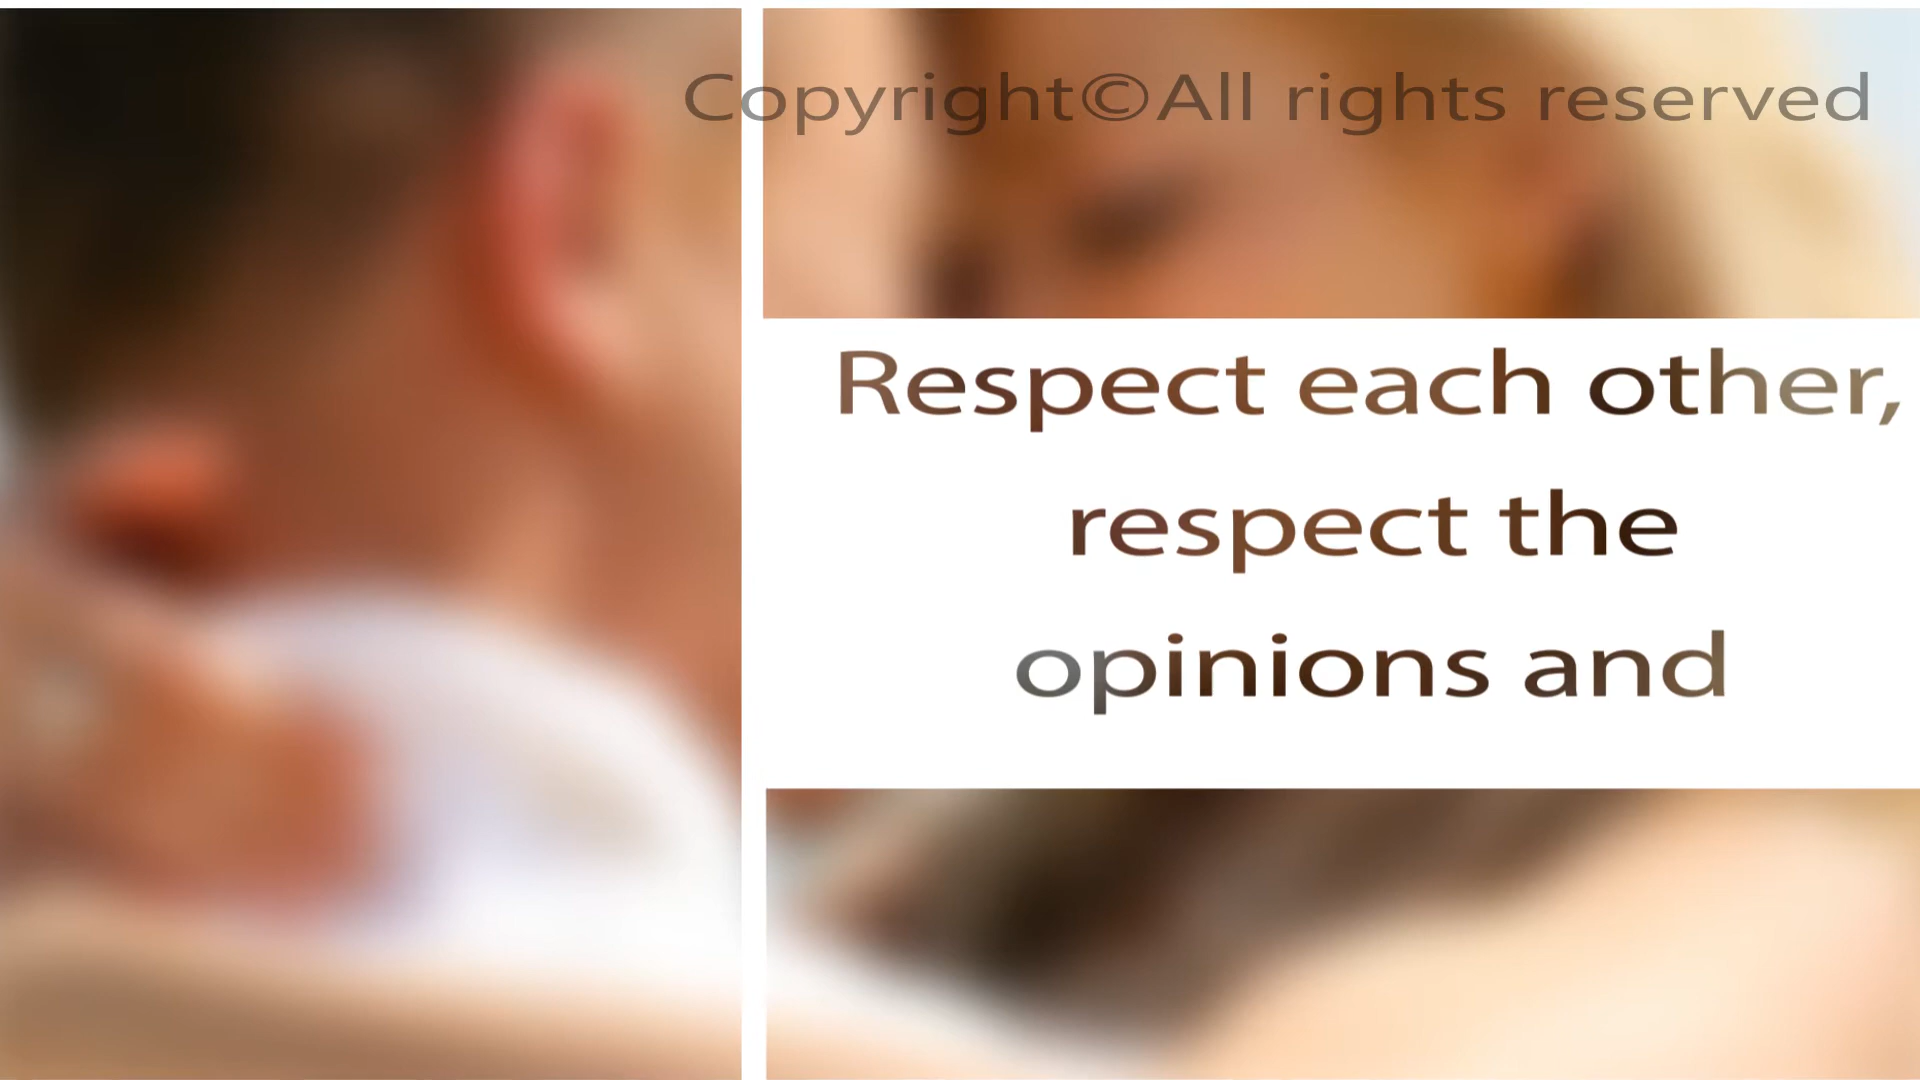 Copyright©All rights reserved
Respect each other,
respect the
opinions and